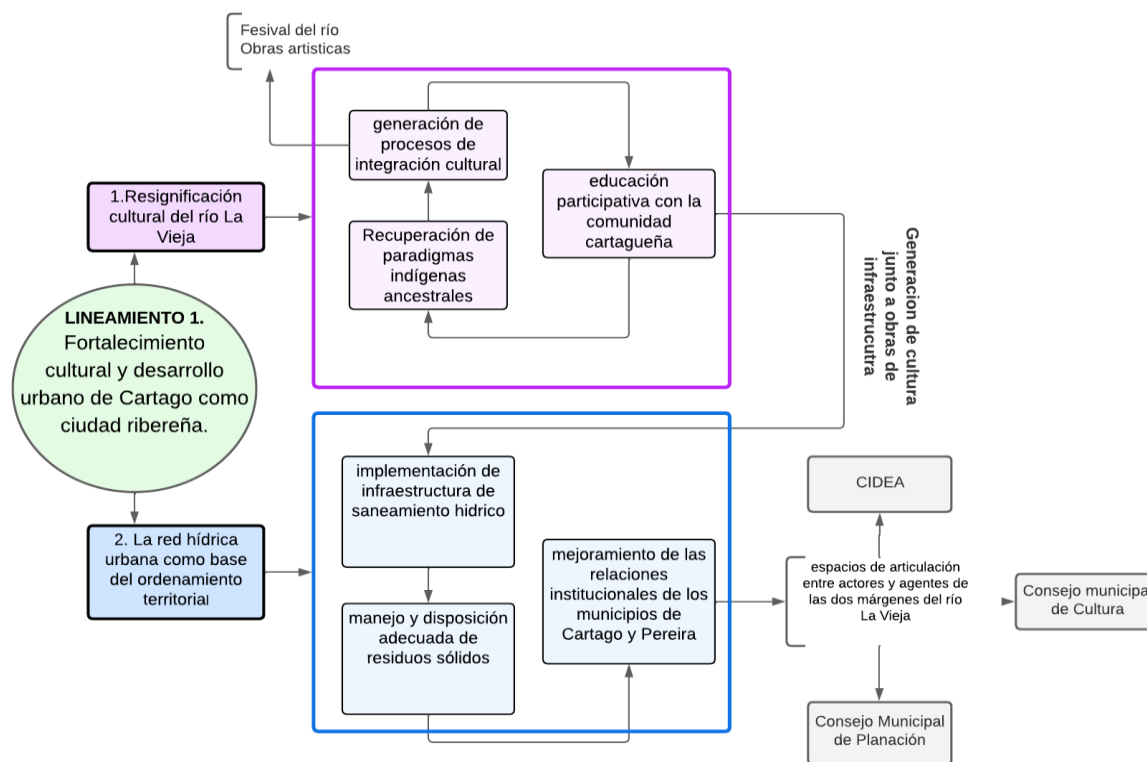 Fesival del río
Obras artisticas
generación de
procesos de
integración cultural
educación
participativa con la
comunidad
cartagueña
1.Resignificación
cultural del río La
Vieja
Recuperación de
paradigmas
indígenas
ancestrales
Generacion de cultura
junto a obras de
infraestrucutra
LINEAMIENTO 1.
Fortalecimiento
cultural y desarrollo
urbano de Cartago como
ciudad ribereña.
implementación de
infraestructura de
saneamiento hidrico
CIDEA
2. La red hídrica
urbana como base
del ordenamiento
territorial
mejoramiento de las
relaciones
institucionales de los
municipios de
Cartago y Pereira
espacios de articulación
entre actores y agentes de
las dos márgenes del río
La Vieja
Consejo municipal
de Cultura
manejo y disposición
adecuada de
residuos sólidos
Consejo Municipal
de Planación